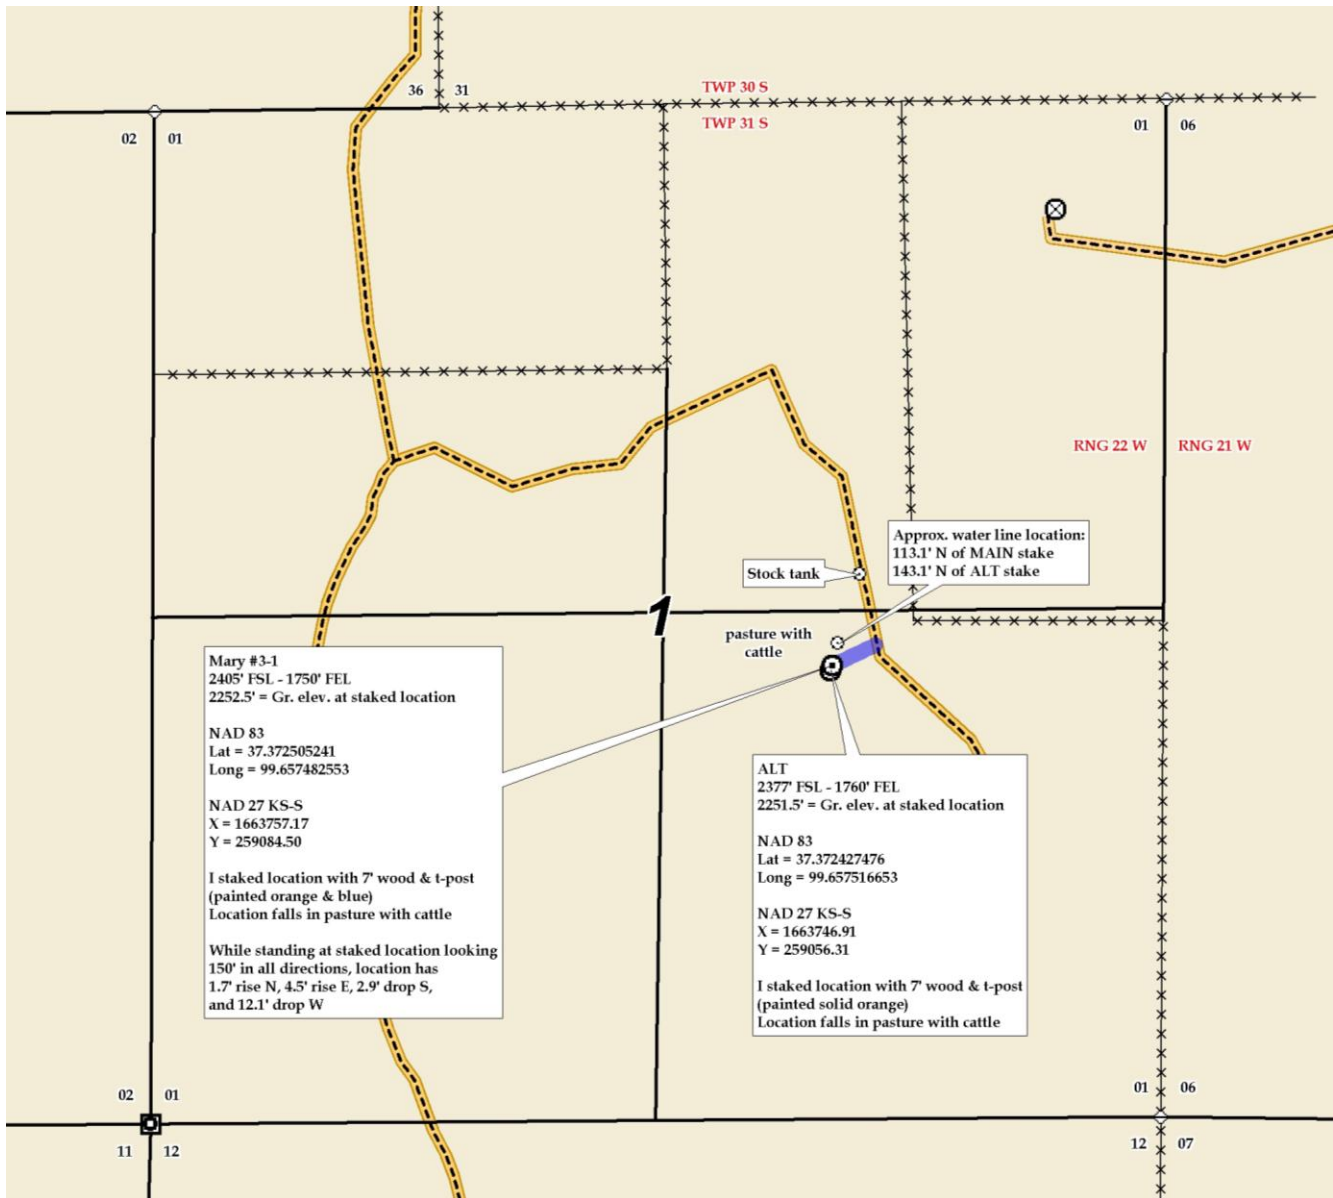 36 31
TWP 30 S
TWP 31 S
02 01
01 06
RNG 22 W RNG 21 W
Approx. water line location:
113.1' N of MAIN stake
143.1' N of ALT stake
Stock tank
1
pasture with
cattle
Mary #3-1
2405' FSL - 1750' FEL
2252.5' = Gr. elev. at staked location
NAD 83
Lat = 37.372505241
Long = 99.657482553
NAD 27 KS-S
X = 1663757.17
Y = 259084.50
I staked location with 7' wood & t-post
(painted orange & blue)
Location falls in pasture with cattle
While standing at staked location looking
150' in all directions, location has
1.7' rise N, 4.5' rise E, 2.9' drop S,
and 12.1' drop W
ALT
2377' FSL - 1760' FEL
2251.5' = Gr. elev. at staked location
NAD 83
Lat = 37.372427476
Long = 99.657516653
NAD 27 KS-S
X = 1663746.91
Y = 259056.31
I staked location with 7' wood & t-post
(painted solid orange)
Location falls in pasture with cattle
02 01
01 06
11 12
12 07